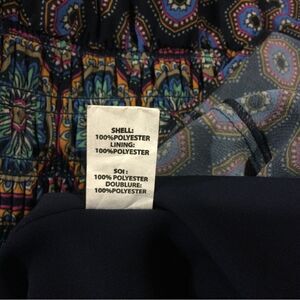 SHELL:
100%POLYESTER
LINING:
100%POLYESTER
SOI :
100% POLYESTER
DOUBLURE:
100%POLYESTER